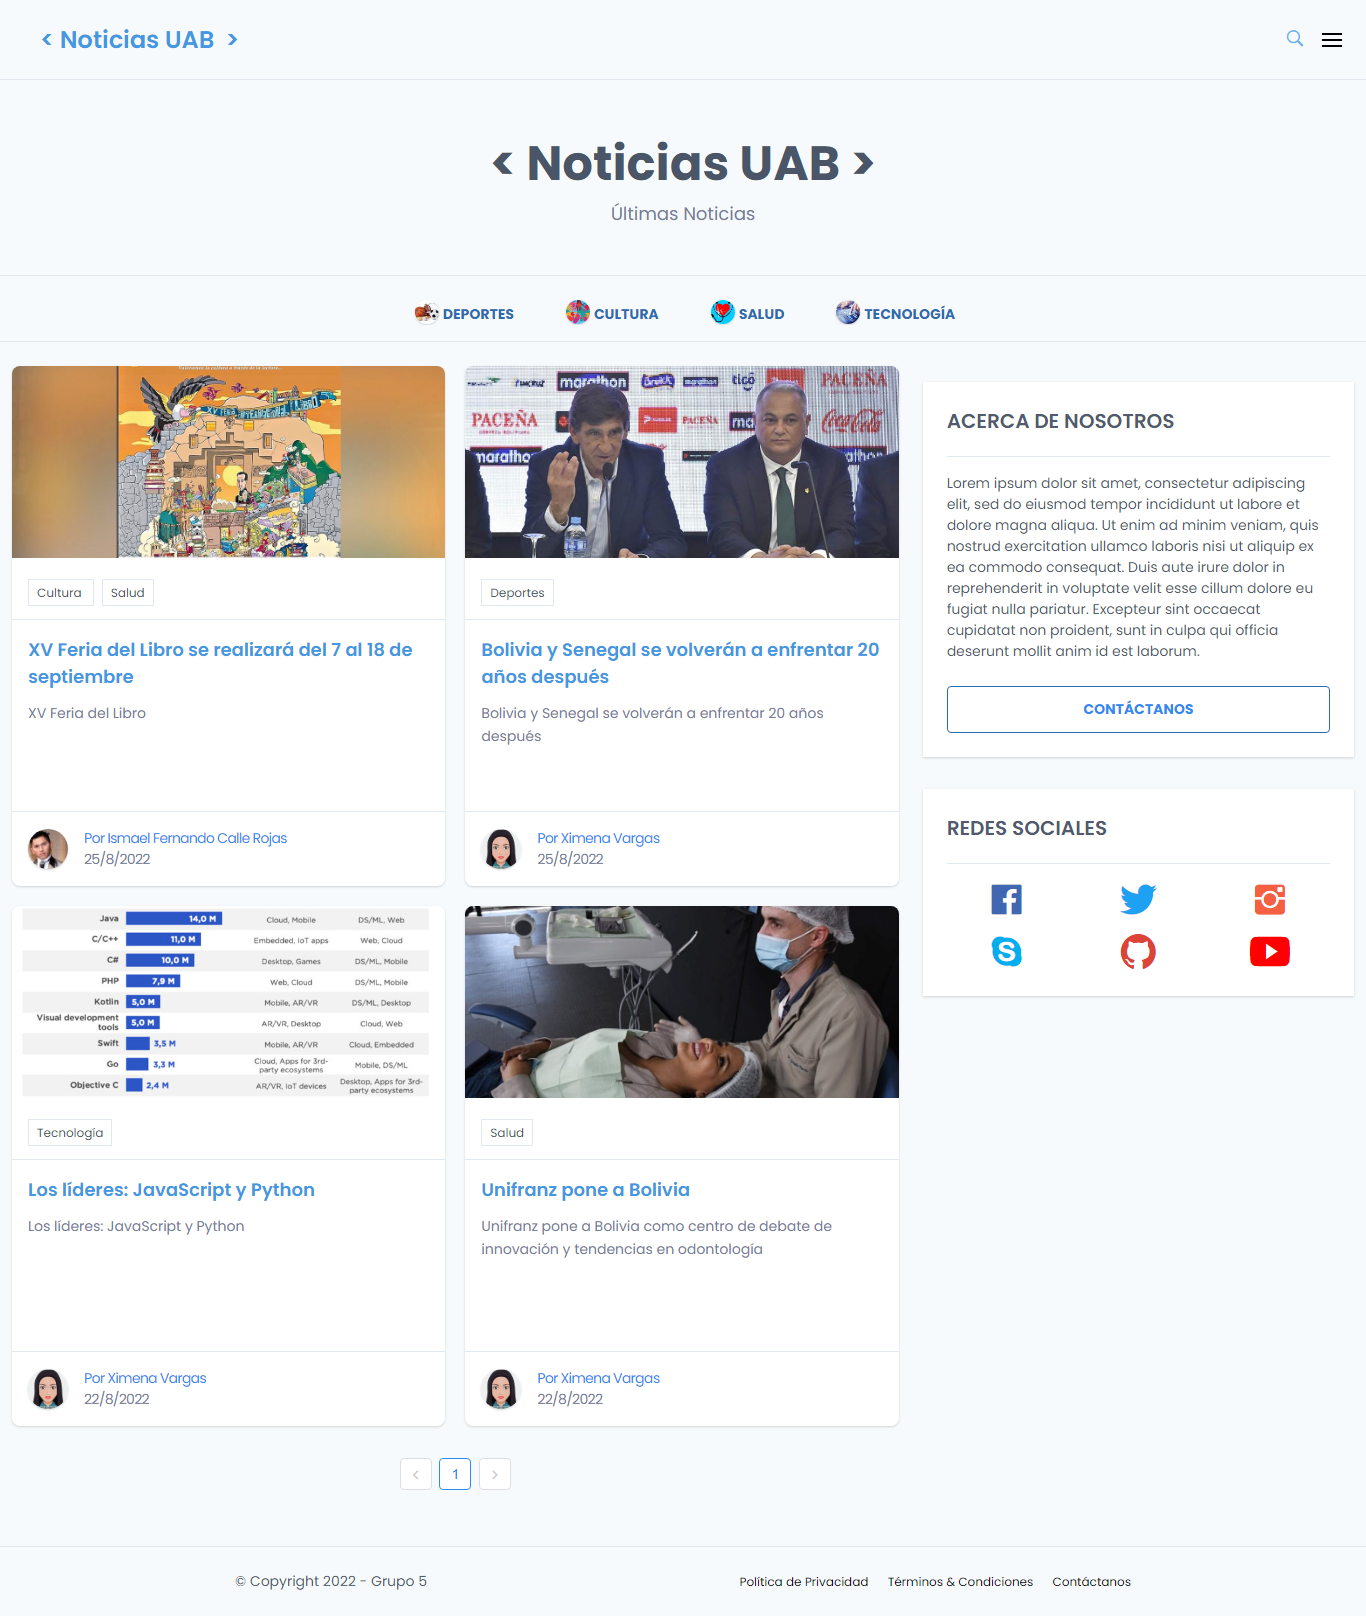 < Noticias UAB >
< Noticias UAB >
Últimas Noticias
DEPORTES
CULTURA
SALUD
TECNOLOGÍA
XV FERIA INTERNACIONAL LIBRO
marathon
tigo
PACEÑA
PACEÑA
PACEÑA
Coca-Cola
marathon
marathon
Cultura
Salud
XV Feria del Libro se realizará del 7 al 18 de
septiembre
XV Feria del Libro
Por Ismael Fernando Calle Rojas
25/8/2022
Deportes
Bolivia y Senegal se volverán a enfrentar 20
años después
Bolivia y Senegal se volverán a enfrentar 20 años
después
Por Ximena Vargas
25/8/2022
Java 14,0 M Cloud, Mobile DS/ML, Web
C/C++ 11,0 M Embedded, IoT apps Web, Cloud
C# 10,0 M Desktop, Games DS/ML, Mobile
PHP 7,9 M Web, Cloud DS/ML, Mobile
Kotlin 5,0 M Mobile, AR/VR DS/ML, Desktop
Visual development
tools 5,0 M AR/VR, Desktop Cloud, Web
Swift 3,5 M Mobile, AR/VR Cloud, Embedded
Go 3,3 M Cloud, Apps for 3rd-
party ecosystems Mobile, DS/ML
Objective C 2,4 M AR/VR, IoT devices Desktop, Apps for 3rd-
party ecosystems
Tecnología
Los líderes: JavaScript y Python
Los líderes: JavaScript y Python
Por Ximena Vargas
22/8/2022
Salud
Unifranz pone a Bolivia
Unifranz pone a Bolivia como centro de debate de
innovación y tendencias en odontología
Por Ximena Vargas
22/8/2022
< 1 >
ACERCA DE NOSOTROS
Lorem ipsum dolor sit amet, consectetur adipiscing
elit, sed do eiusmod tempor incididunt ut labore et
dolore magna aliqua. Ut enim ad minim veniam, quis
nostrud exercitation ullamco laboris nisi ut aliquip ex
ea commodo consequat. Duis aute irure dolor in
reprehenderit in voluptate velit esse cillum dolore eu
fugiat nulla pariatur. Excepteur sint occaecat
cupidatat non proident, sunt in culpa qui officia
deserunt mollit anim id est laborum.
CONTÁCTANOS
REDES SOCIALES
© Copyright 2022 - Grupo 5
Política de Privacidad
Términos & Condiciones
Contáctanos